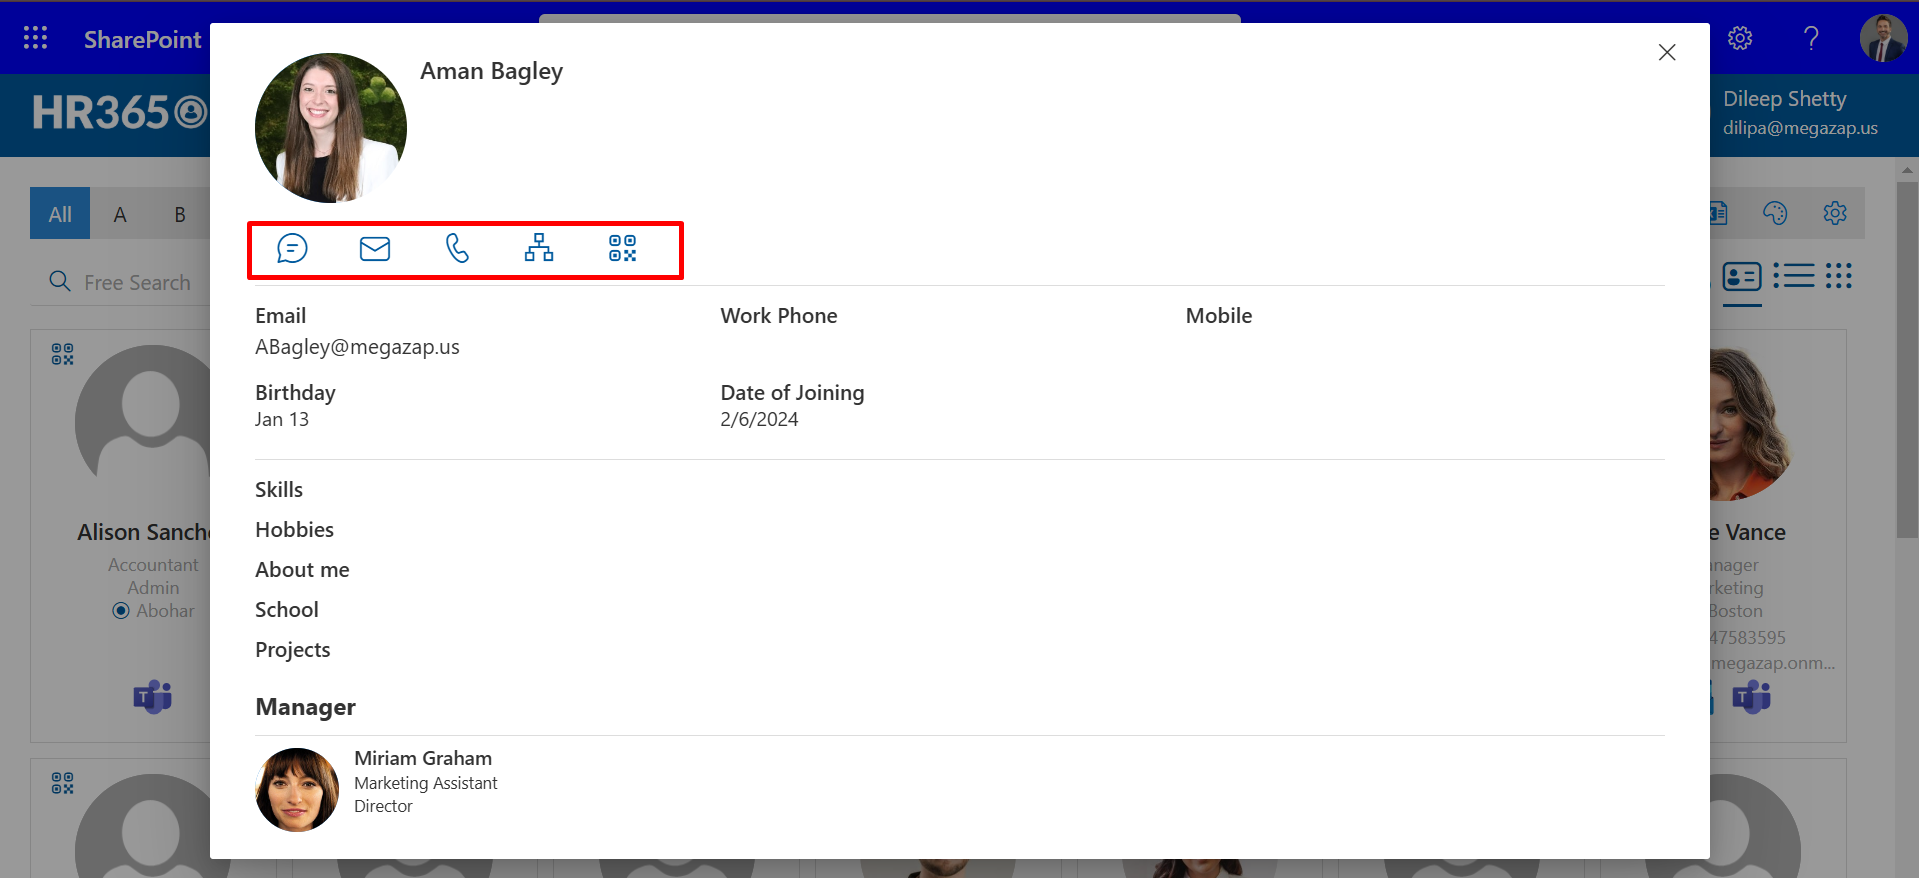 SharePoint
HR365
Dileep Shetty
dilipa@megazap.us
All
A
B
Free Search
Alison Sanch
Accountant
Admin
Abohar
Aman Bagley
Email
ABagley@megazap.us
Work Phone
Mobile
Birthday
Jan 13
Date of Joining
2/6/2024
Skills
Hobbies
About me
School
Projects
Manager
Miriam Graham
Marketing Assistant
Director
e Vance
nager
rketing
Boston
47583595
megazap.onm...